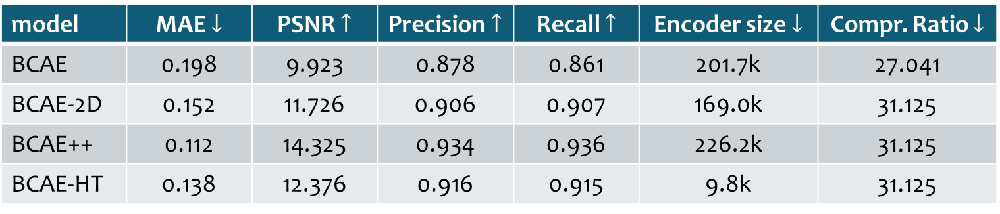 model MAE↓ PSNR↑ Precision↑ Recall↑ Encoder size↓ Compr. Ratio↓
BCAE 0.198 9.923 0.878 0.861 201.7k 27.041
BCAE-2D 0.152 11.726 0.906 0.907 169.0k 31.125
BCAE++ 0.112 14.325 0.934 0.936 226.2k 31.125
BCAE-HT 0.138 12.376 0.916 0.915 9.8k 31.125